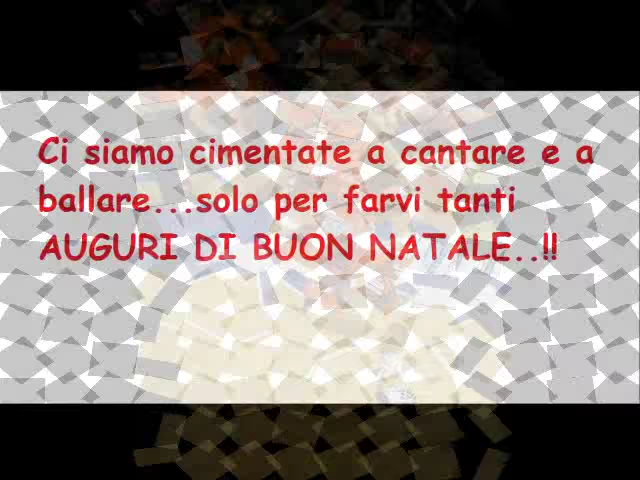 Ci siamo cimentate a cantare e a
ballare...solo per farvi tanti
AUGURI DI BUON NATALE..!!